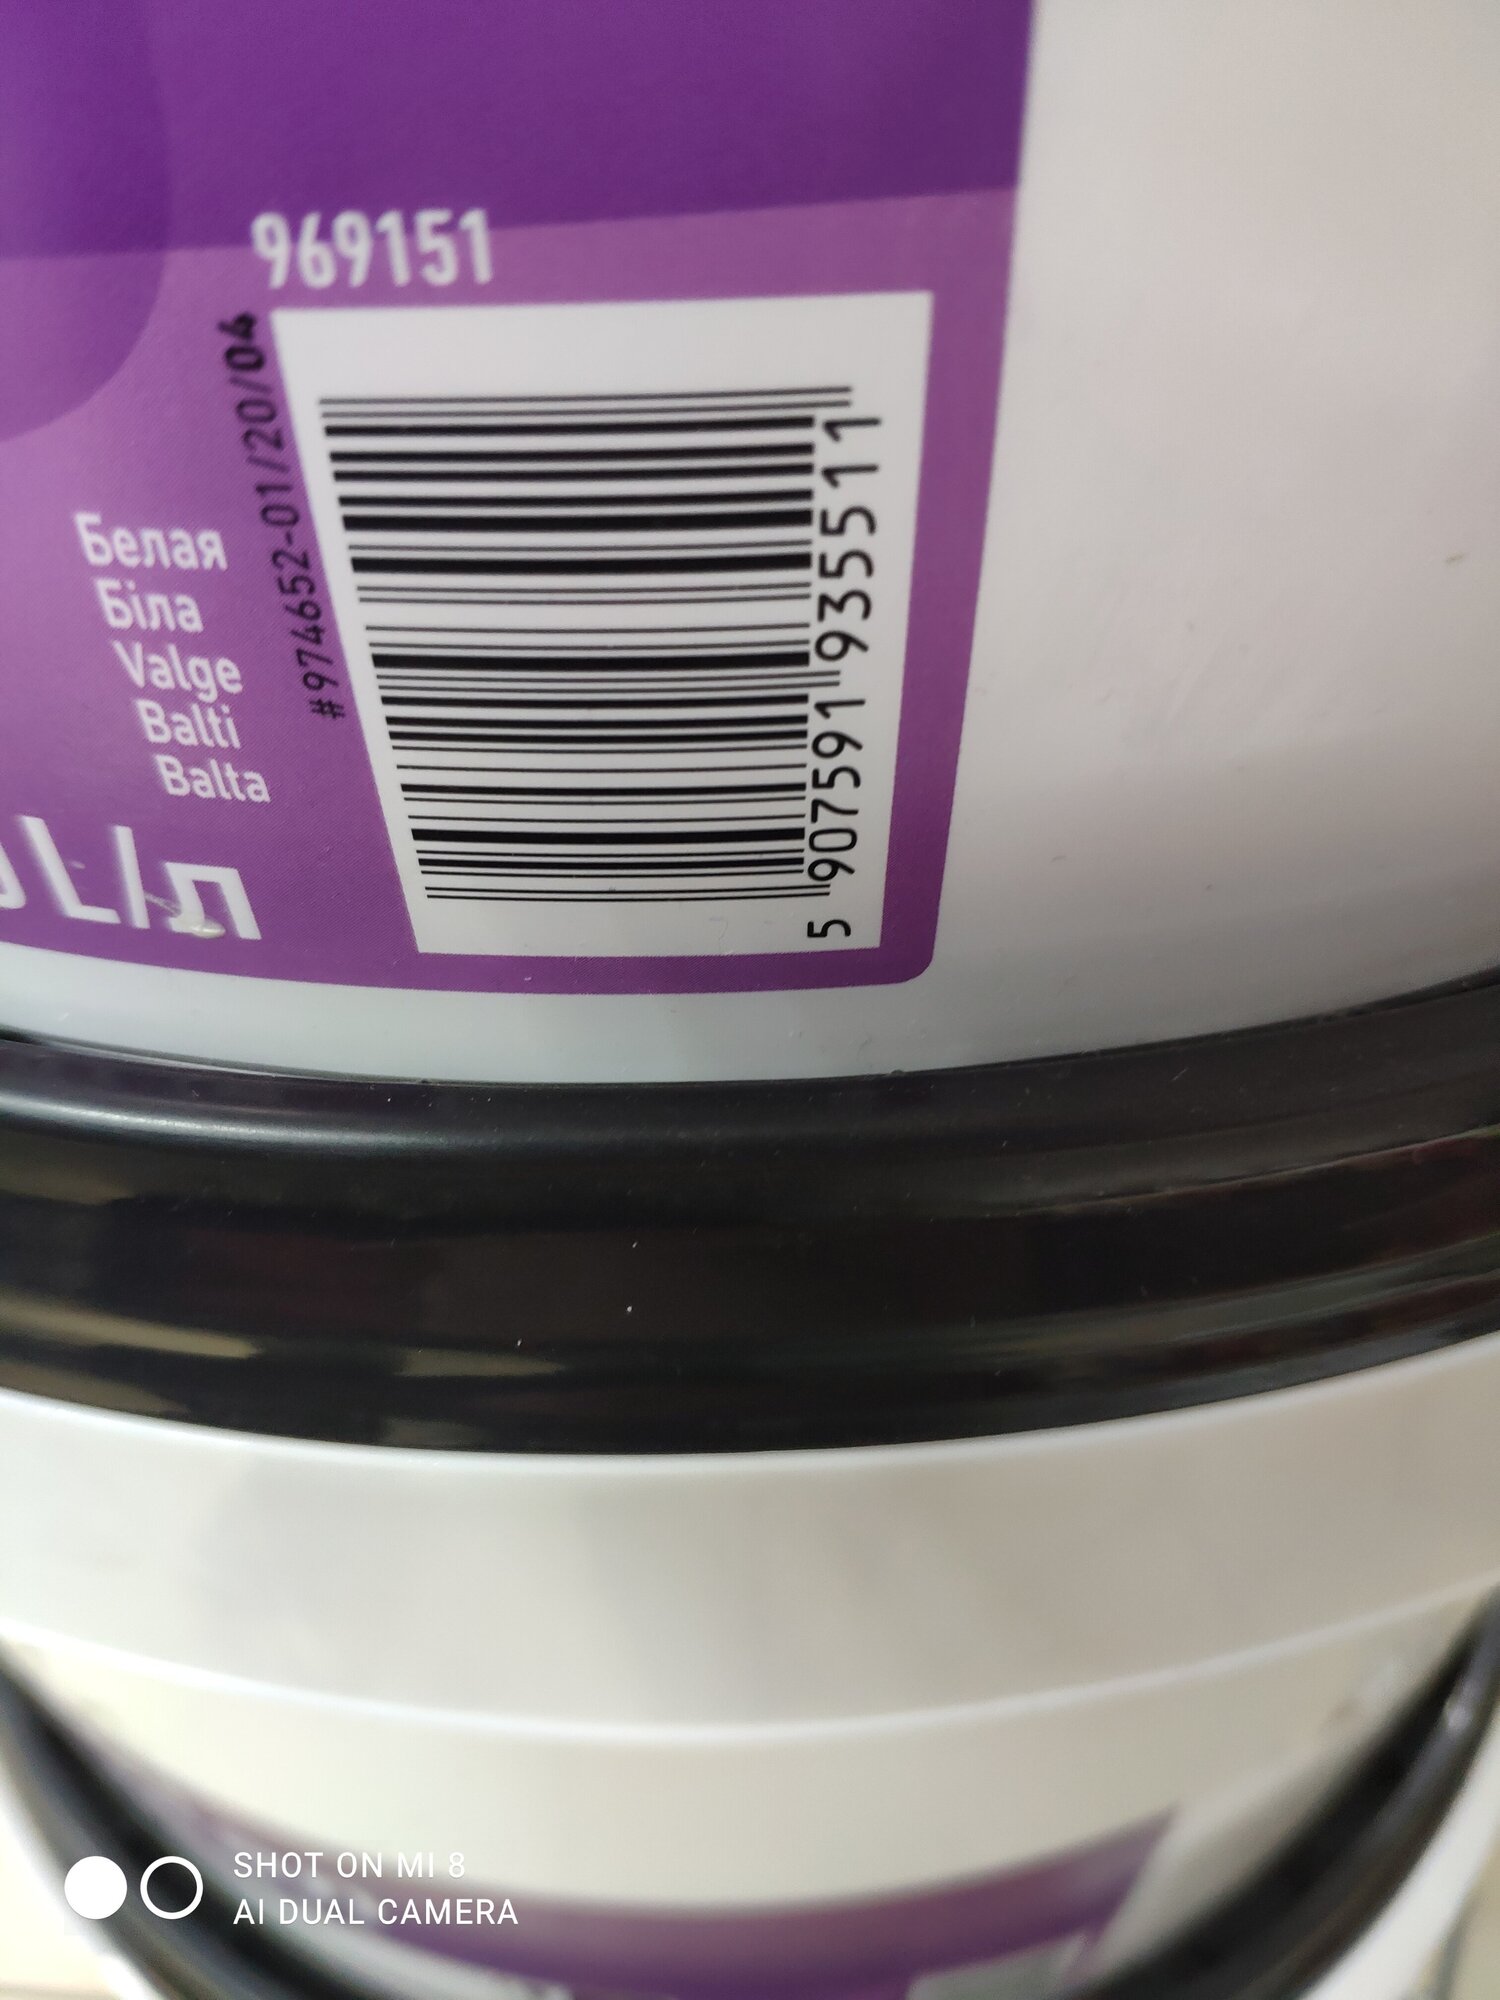 969151
#974652-01/20/04
Белая
Біла
Valge
Balti
Balta
L/л
5 907591 935511
SHOT ON MI 8
AI DUAL CAMERA